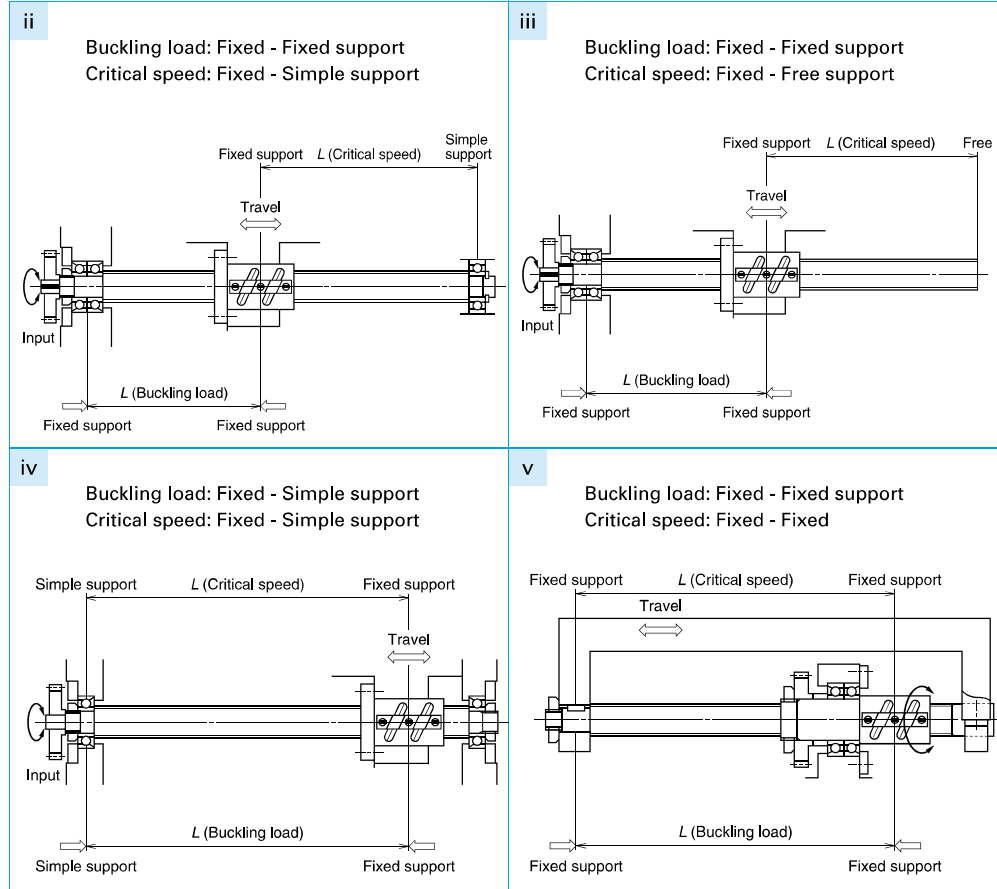 ii
Buckling load: Fixed - Fixed support
Critical speed: Fixed - Simple support
Simple
Fixed support L (Critical speed) support
Travel
Input
L (Buckling load)
Fixed support Fixed support
iii
Buckling load: Fixed - Fixed support
Critical speed: Fixed - Free support
Fixed support L (Critical speed) Free
Travel
Input
L (Buckling load)
Fixed support Fixed support
iv
Buckling load: Fixed - Simple support
Critical speed: Fixed - Simple support
Simple support L (Critical speed) Fixed support
Travel
Input
L (Buckling load)
Simple support Fixed support
v
Buckling load: Fixed - Fixed support
Critical speed: Fixed - Fixed
Fixed support L (Critical speed) Fixed support
Travel
L (Buckling load)
Fixed support Fixed support